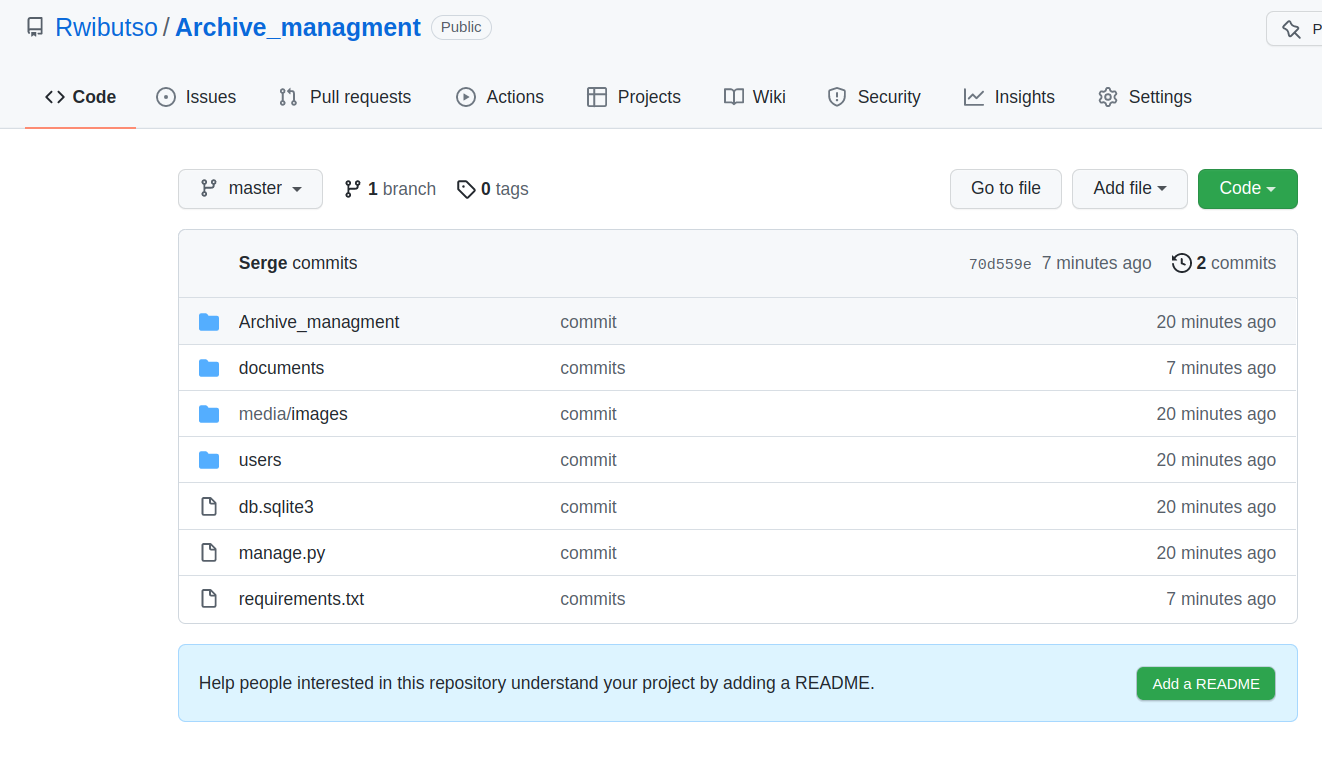 Rwibutso / Archive_managment Public P
Code Issues Pull requests Actions Projects Wiki Security Insights Settings
master 1 branch 0 tags Go to file Add file Code
Serge commits 70d559e 7 minutes ago 2 commits
Archive_managment commit 20 minutes ago
documents commits 7 minutes ago
media/images commit 20 minutes ago
users commit 20 minutes ago
db.sqlite3 commit 20 minutes ago
manage.py commit 20 minutes ago
requirements.txt commits 7 minutes ago
Help people interested in this repository understand your project by adding a README. Add a README